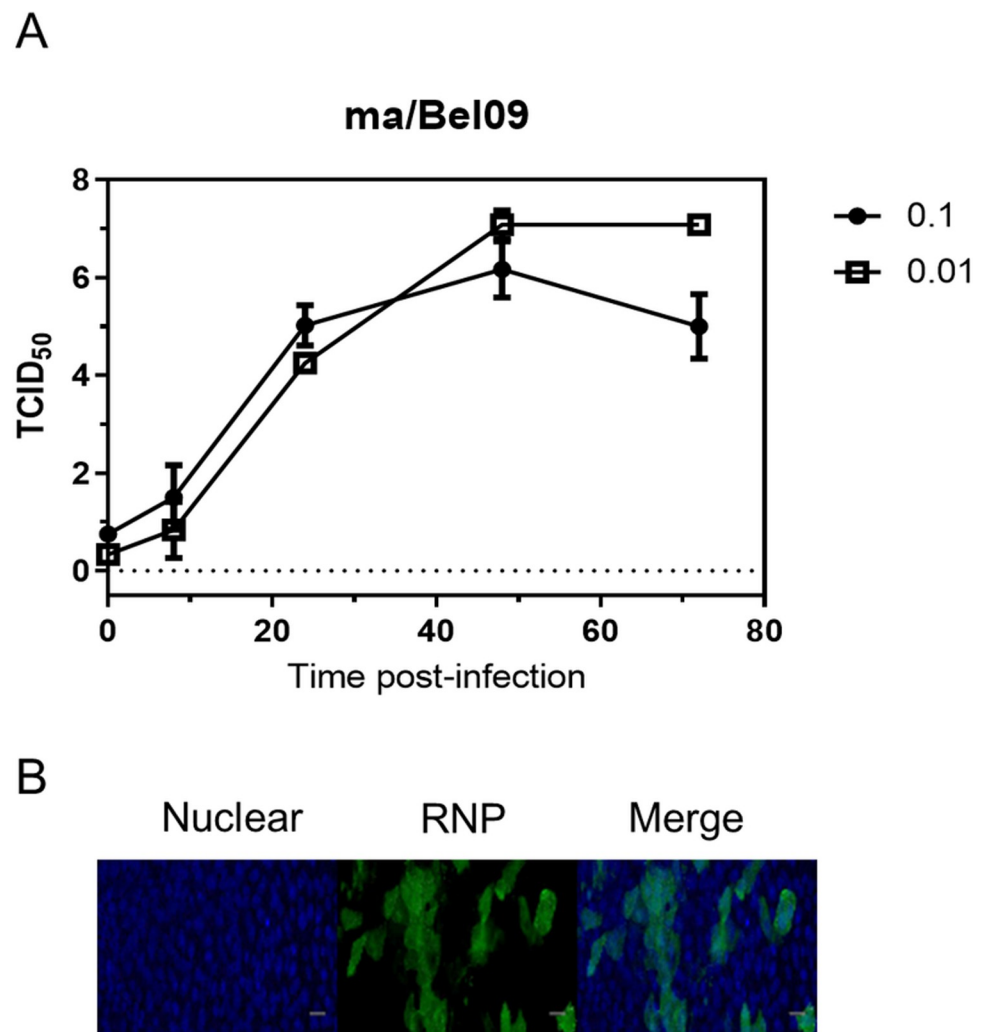 A
ma/Bel09
8
6
4
2
0
TCID50
0 20 40 60 80
Time post-infection
0.1
0.01
B
Nuclear RNP Merge